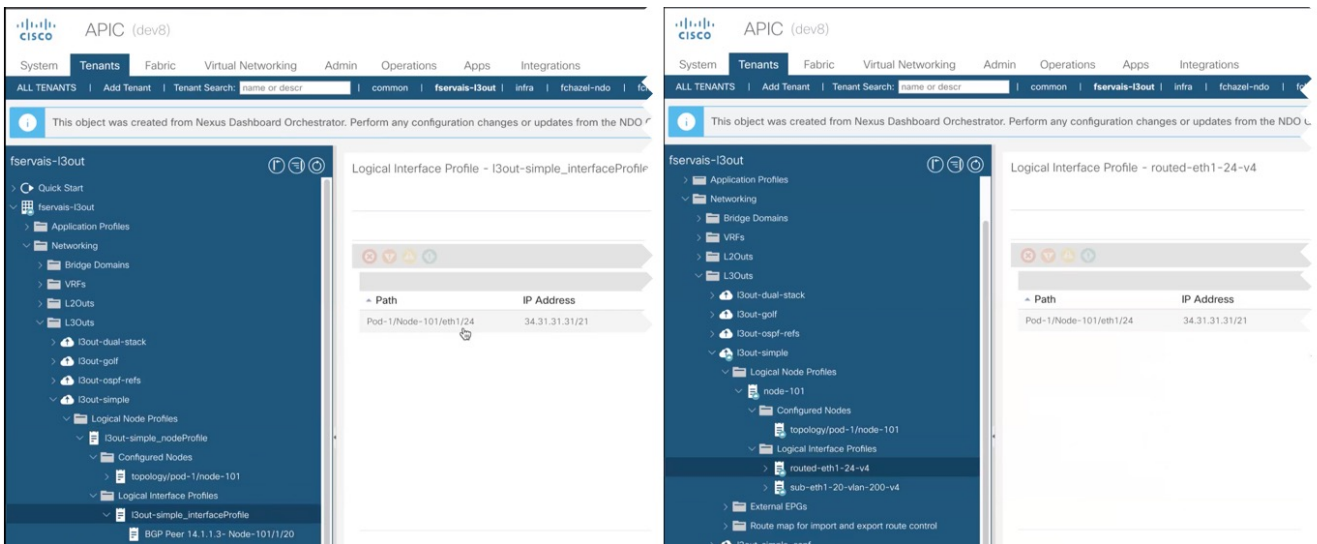 CISCO
APIC (dev8)
System Tenants Fabric Virtual Networking Admin Operations Apps Integrations
ALL TENANTS | Add Tenant | Tenant Search: name or descr | common | fservais-l3out | infra | fchazel-ndo |
This object was created from Nexus Dashboard Orchestrator. Perform any configuration changes or updates from the NDO
fservais-l3out
Quick Start
fservais-l3out
Application Profiles
Networking
Bridge Domains
VRFs
L2Outs
L3Outs
l3out-dual-stack
l3out-golf
l3out-ospf-refs
l3out-simple
Logical Node Profiles
l3out-simple_nodeProfile
Configured Nodes
topology/pod-1/node-101
Logical Interface Profiles
l3out-simple_interfaceProfile
BGP Peer 14.1.1.3- Node-101/1/20
Logical Interface Profile - l3out-simple_interfaceProfile
Path IP Address
Pod-1/Node-101/eth1/24 34.31.31.31/21
CISCO
APIC (dev8)
System Tenants Fabric Virtual Networking Admin Operations Apps Integrations
ALL TENANTS | Add Tenant | Tenant Search: name or descr | common | fservais-l3out | infra | fchazel-ndo |
This object was created from Nexus Dashboard Orchestrator. Perform any configuration changes or updates from the NDO
fservais-l3out
Application Profiles
Networking
Bridge Domains
VRFs
L2Outs
L3Outs
l3out-dual-stack
l3out-golf
l3out-ospf-refs
l3out-simple
Logical Node Profiles
node-101
Configured Nodes
topology/pod-1/node-101
Logical Interface Profiles
routed-eth1-24-v4
sub-eth1-20-vlan-200-v4
External EPGs
Route map for import and export route control
Logical Interface Profile - routed-eth1-24-v4
Path IP Address
Pod-1/Node-101/eth1/24 34.31.31.31/21